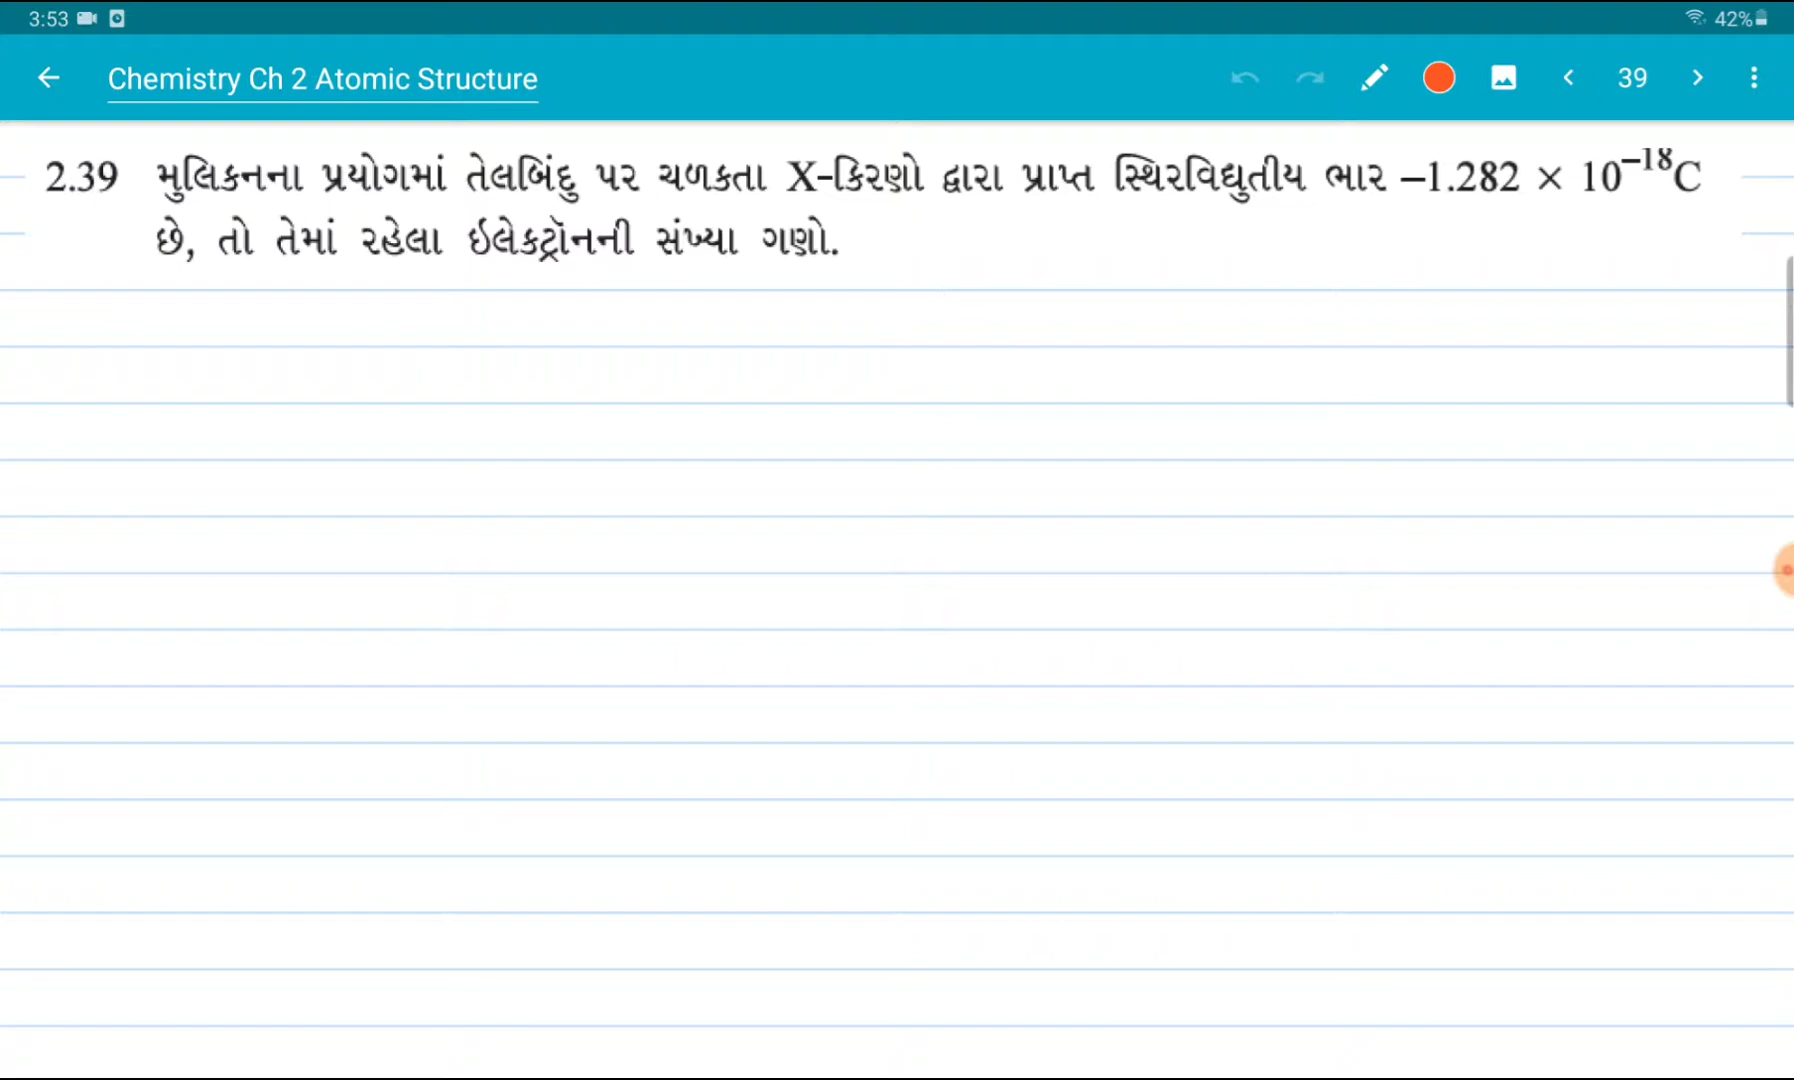 3:53
42%
Chemistry Ch 2 Atomic Structure
39
2.39 મુલિકનના પ્રયોગમાં તેલબિંદુ પર ચળકતા X-કિરણો દ્વારા પ્રાપ્ત સ્થિરવિદ્યુતીય ભાર –1.282 × 10⁻¹⁸C
છે, તો તેમાં રહેલા ઇલેક્ટ્રૉનની સંખ્યા ગણો.